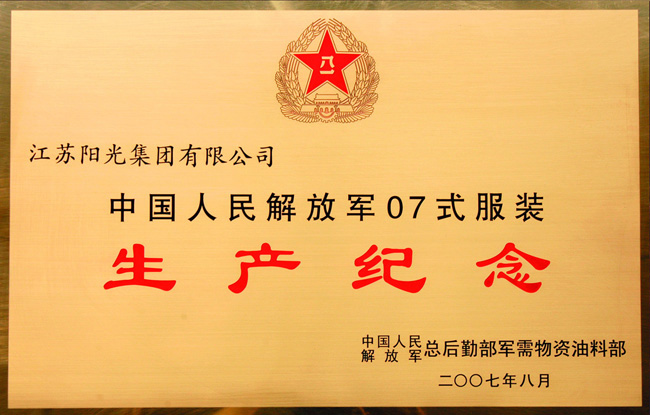 八一
江苏阳光集团有限公司
中国人民解放军07式服装
生产纪念
中国人民
解放军 总后勤部军需物资油料部
二〇〇七年八月